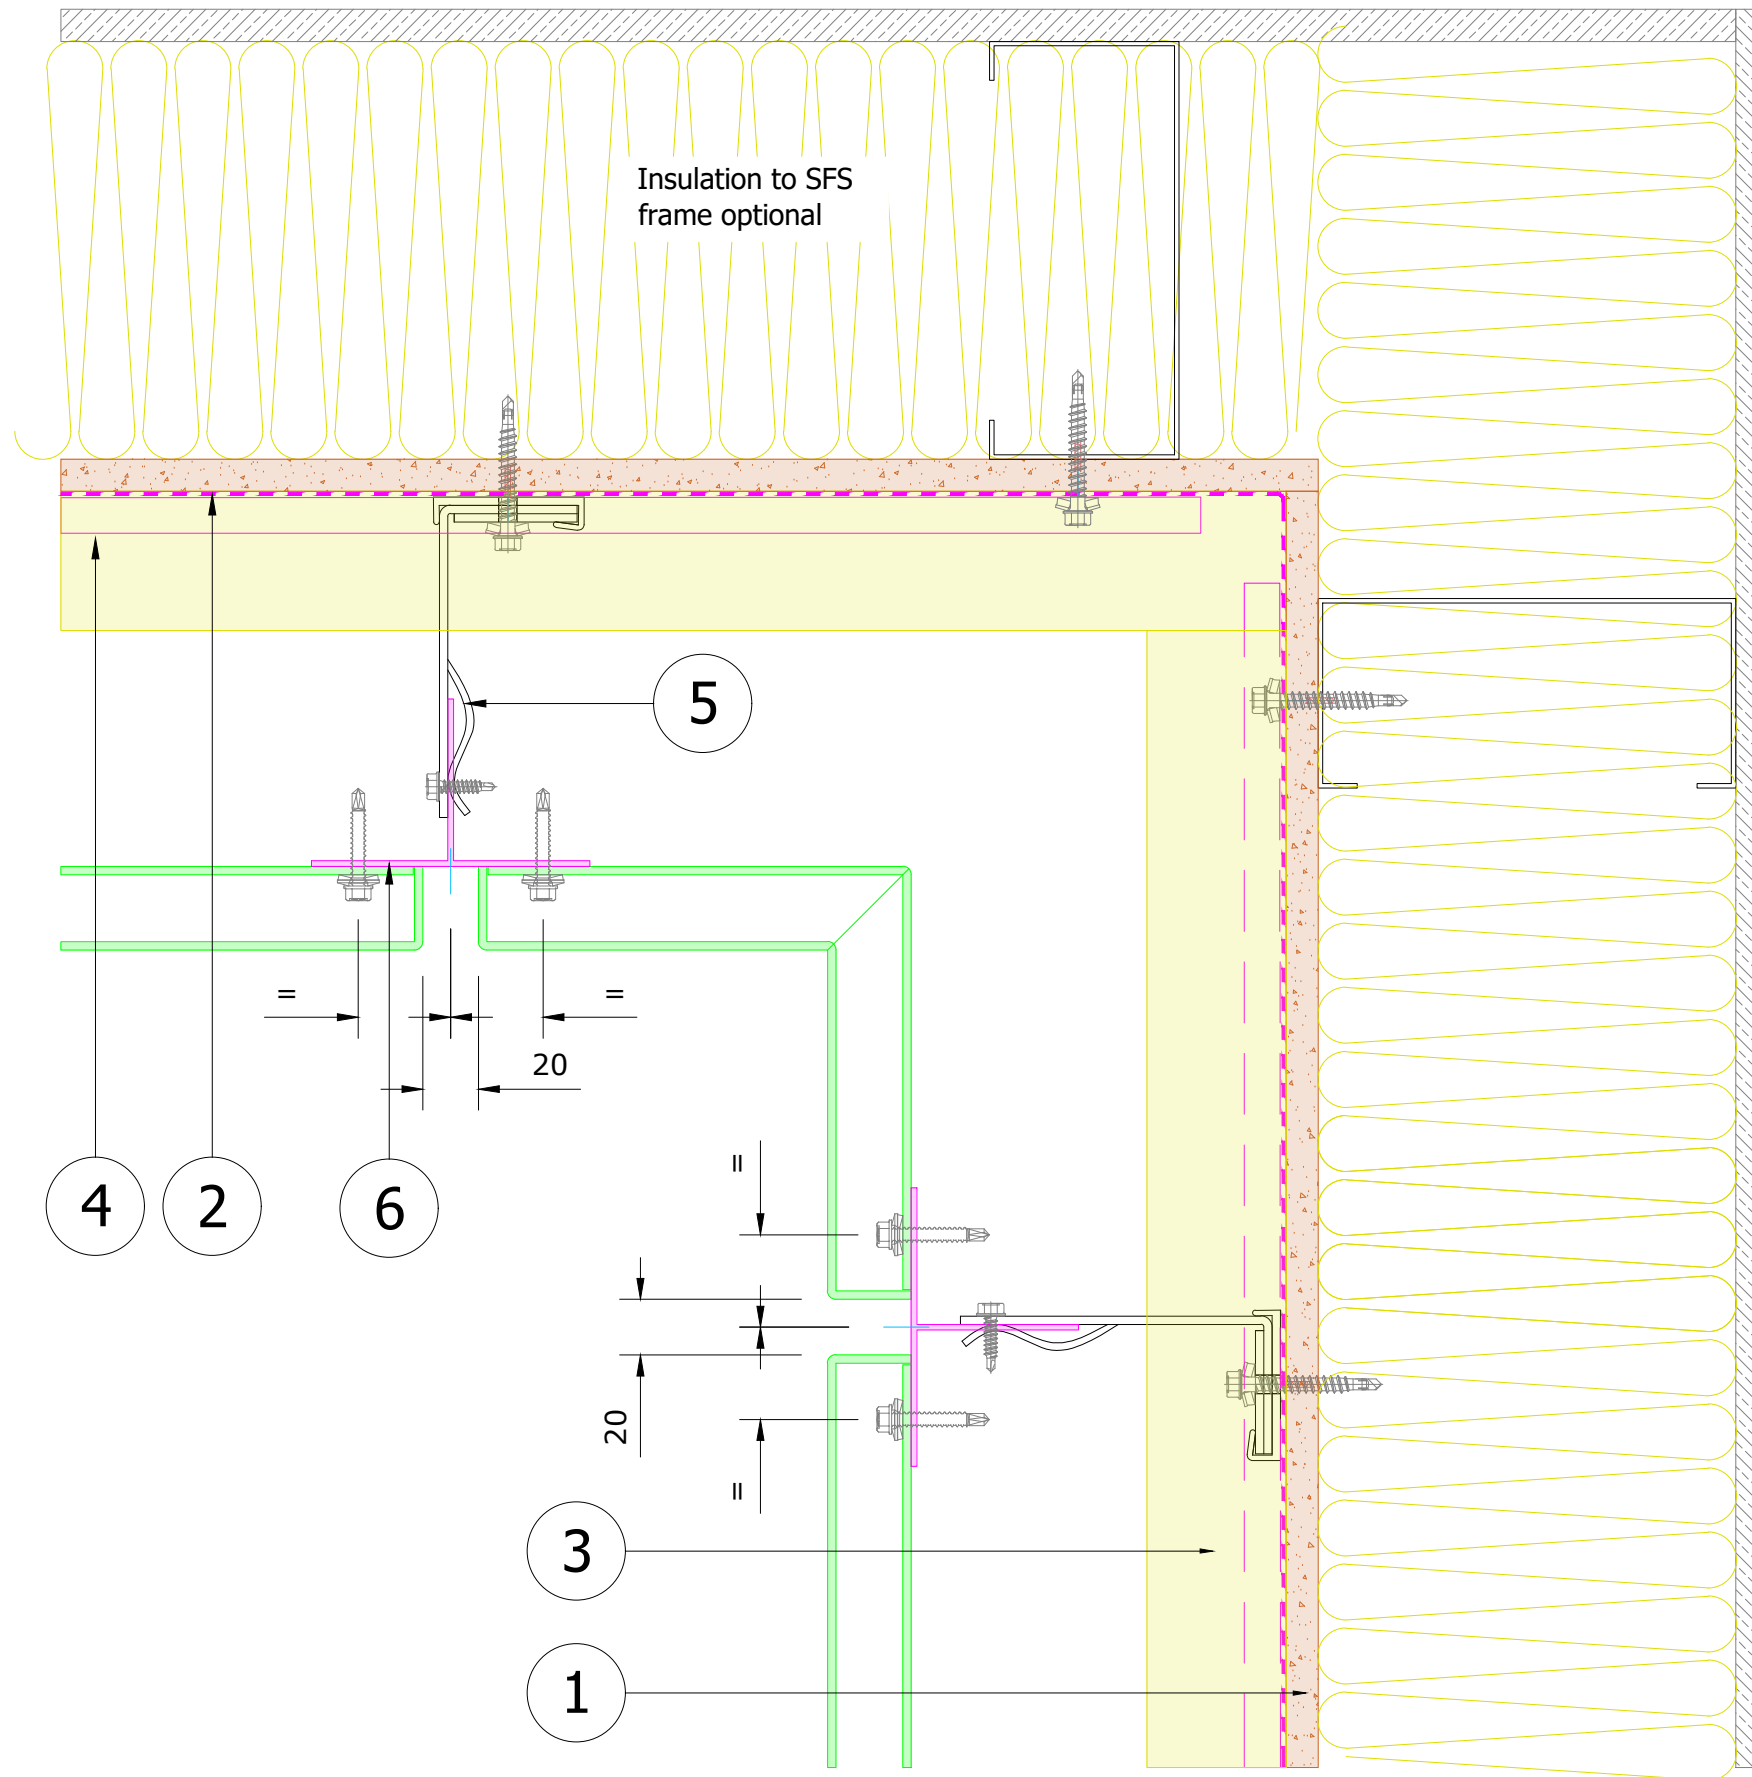 Insulation to SFS
frame optional
5
= =
20
4 2 6
=
20
=
3
1